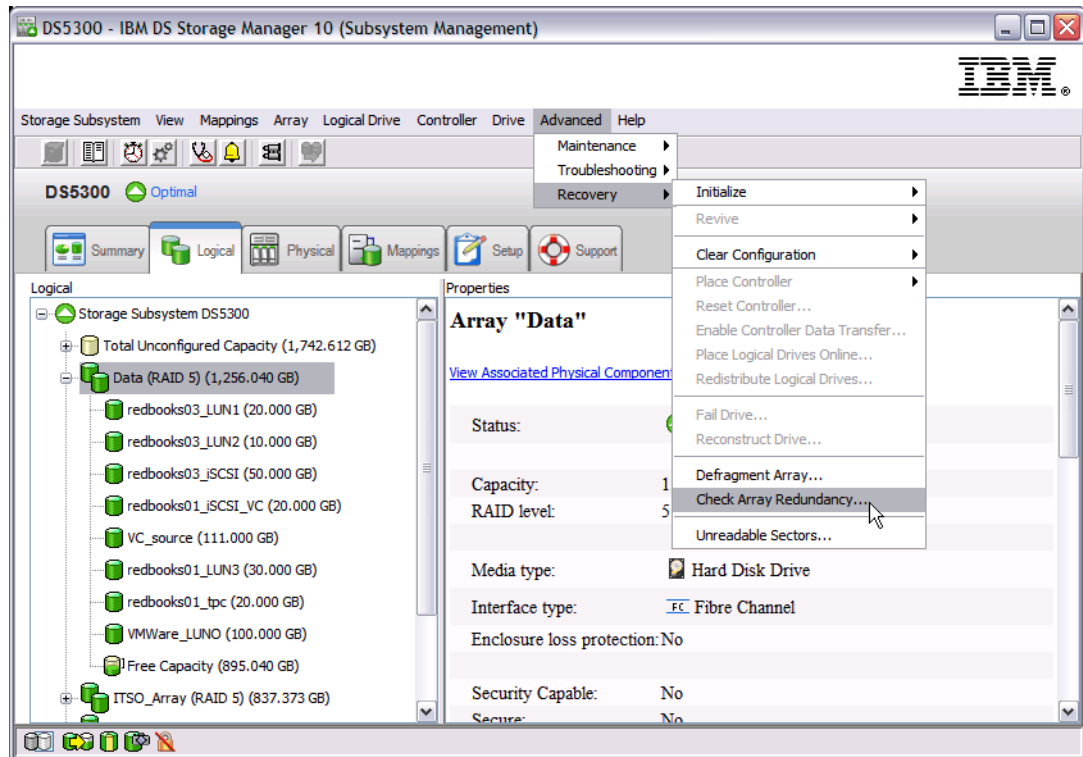 DS5300 - IBM DS Storage Manager 10 (Subsystem Management)
IBM®
Storage Subsystem View Mappings Array Logical Drive Controller Drive Advanced Help
Maintenance
Troubleshooting
Recovery
Initialize
Revive
Clear Configuration
Place Controller
Reset Controller...
Enable Controller Data Transfer...
Place Logical Drives Online...
Redistribute Logical Drives...
Fail Drive...
Reconstruct Drive...
Defragment Array...
Check Array Redundancy...
Unreadable Sectors...
DS5300 Optimal
Summary Logical Physical Mappings Setup Support
Logical
Storage Subsystem DS5300
Total Unconfigured Capacity (1,742.612 GB)
Data (RAID 5) (1,256.040 GB)
redbooks03_LUN1 (20.000 GB)
redbooks03_LUN2 (10.000 GB)
redbooks03_iSCSI (50.000 GB)
redbooks01_iSCSI_VC (20.000 GB)
VC_source (111.000 GB)
redbooks01_LUN3 (30.000 GB)
redbooks01_tpc (20.000 GB)
VMWare_LUNO (100.000 GB)
Free Capacity (895.040 GB)
ITSO_Array (RAID 5) (837.373 GB)
Properties
Array "Data"
View Associated Physical Component
Status:
Capacity: 1
RAID level: 5
Media type: Hard Disk Drive
Interface type: FC Fibre Channel
Enclosure loss protection: No
Security Capable: No
Secure: No